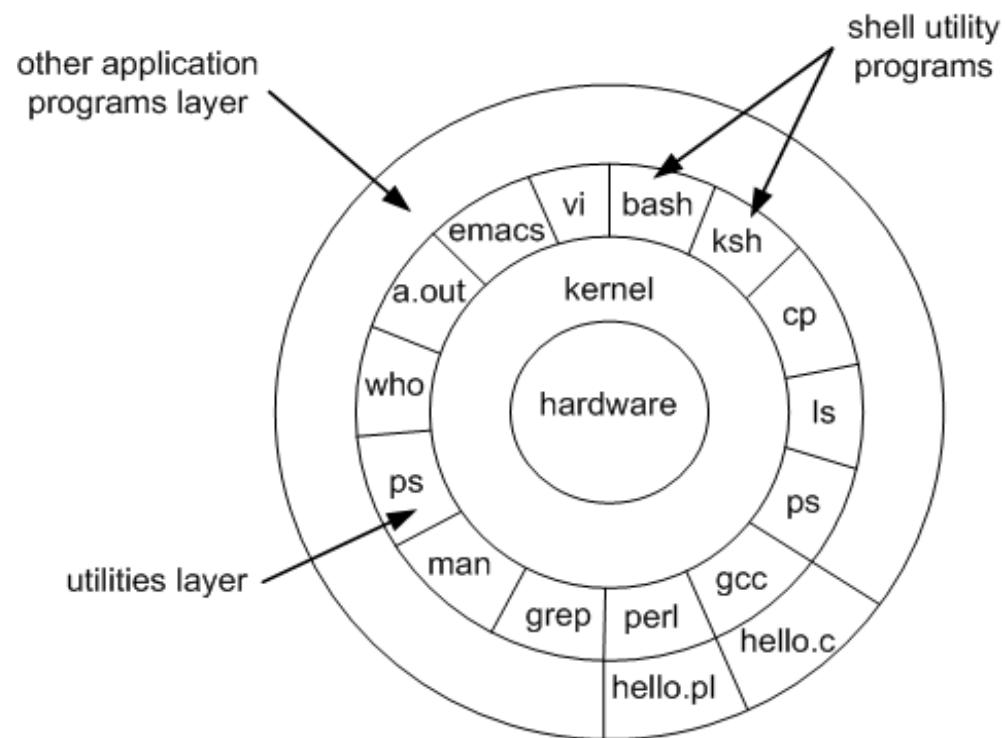 shell utility
programs
other application
programs layer
vi
bash
emacs
ksh
kernel
a.out
cp
who
hardware
ls
ps
ps
man
gcc
utilities layer
grep
perl
hello.c
hello.pl